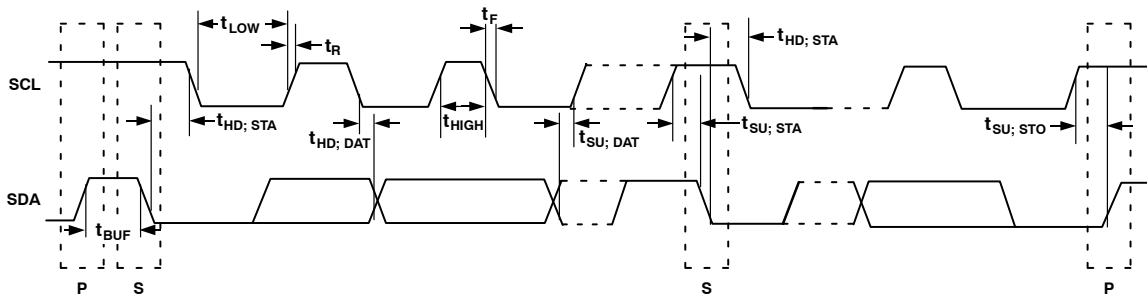 tLOW
tR
tF
tHD; STA
SCL
tHD; STA
tHD; DAT
tHIGH
tSU; DAT
tSU; STA
tSU; STO
SDA
tBUF
P
S
S
P